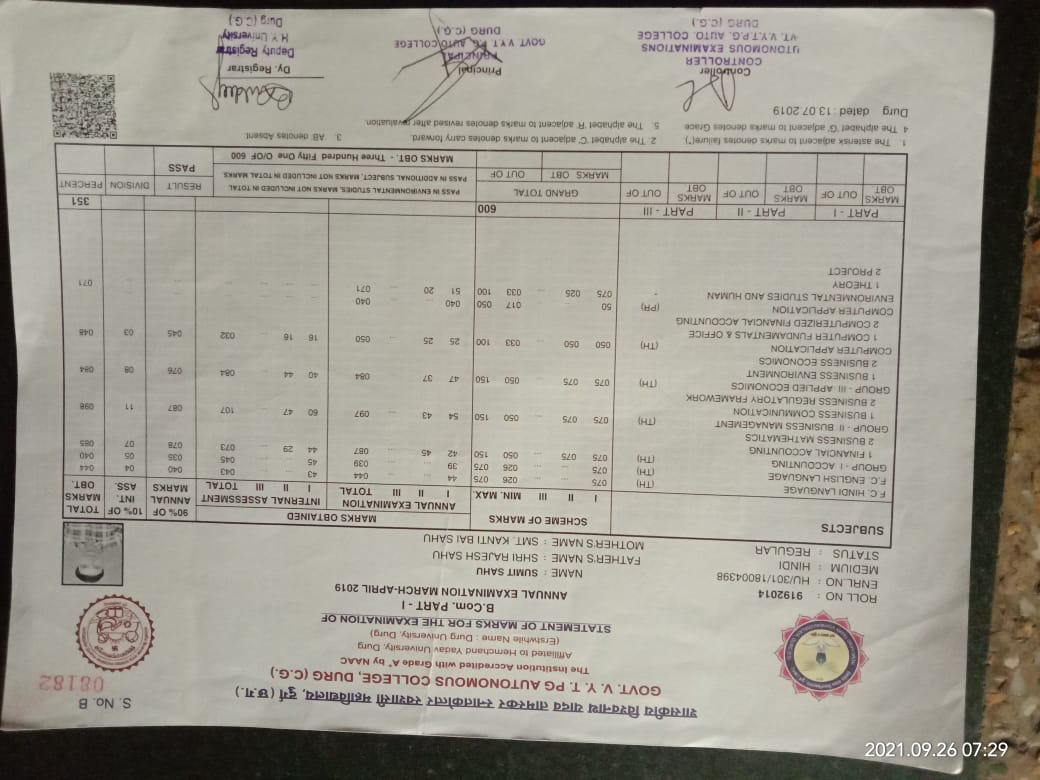 S. No. B 08182
शासकीय विश्वनाथ यादव तामस्कर स्नातकोत्तर स्वशासी महाविद्यालय, दुर्ग (छ.ग.)
GOVT. V. Y. T. PG AUTONOMOUS COLLEGE, DURG (C.G.)
The Institution Accredited with Grade A+ by NAAC
Affiliated to Hemchand Yadav University, Durg
(Erstwhile Name : Durg University, Durg)
STATEMENT OF MARKS FOR THE EXAMINATION OF
B.Com. PART - I
ANNUAL EXAMINATION MARCH-APRIL 2019
ROLL NO : 9192014
ENRL.NO : HU/301/18004398
MEDIUM : HINDI
STATUS : REGULAR
NAME : SUMIT SAHU
FATHER'S NAME : SHRI RAJESH SAHU
MOTHER'S NAME : SMT. KANTI BAI SAHU
SUBJECTS SCHEME OF MARKS MARKS OBTAINED 90% OF ANNUAL MARKS 10% OF INT. ASS. TOTAL MARKS OBT.
ANNUAL EXAMINATION INTERNAL ASSESSMENT
I II III MIN. MAX. I II III TOTAL I II III TOTAL
F.C. HINDI LANGUAGE (TH) 075 026 075 44 044 43 043 040 04 044
F.C. ENGLISH LANGUAGE (TH) 075 026 075 39 039 45 045 035 05 040
GROUP - I - ACCOUNTING (TH) 075 075 050 150 42 45 087 44 29 073 078 07 085
1 FINANCIAL ACCOUNTING
2 BUSINESS MATHEMATICS
GROUP - II - BUSINESS MANAGEMENT (TH) 075 075 050 150 54 43 097 60 47 107 087 11 098
1 BUSINESS COMMUNICATION
2 BUSINESS REGULATORY FRAMEWORK
GROUP - III APPLIED ECONOMICS (TH) 075 075 050 150 47 37 084 40 44 084 076 08 084
1 BUSINESS ENVIRONMENT
2 BUSINESS ECONOMICS
COMPUTER APPLICATION (TH) 050 050 033 100 25 25 050 16 16 032 045 03 048
1 COMPUTER FUNDAMENTALS & OFFICE
2 COMPUTERIZED FINANCIAL ACCOUNTING
COMPUTER APPLICATION (PR) 50 017 050 040 040
ENVIRONMENTAL STUDIES AND HUMAN - 075 025 033 100 51 20 071 071
1 THEORY
2 PROJECT
600 351
PART - I PART - II PART - III GRAND TOTAL
MARKS OBT OUT OF MARKS OBT OUT OF MARKS OBT OUT OF MARKS OBT OUT OF
PASS IN ENVIRONMENTAL STUDIES, MARKS NOT INCLUDED IN TOTAL
PASS IN ADDITIONAL SUBJECT, MARKS NOT INCLUDED IN TOTAL MARKS
MARKS OBT. - Three Hundred Fifty One F/O/O 600
RESULT DIVISION PERCENT
PASS
1. The asterisk adjacent to marks denotes failure(*). 2. The alphabet 'C' adjacent to marks denotes carry forward. 3. AB denotes Absent
4 The alphabet 'G' adjacent to marks denotes Grace 5. The alphabet 'R' adjacent to marks denotes revised after revaluation.
Durg dated : 13.07.2019
Controller
CONTROLLER
UTONOMOUS EXAMINATIONS
VT. V.Y.T.P.G. AUTO. COLLEGE
DURG (C.G.)
Principal
PRINCIPAL
GOVT V.Y.T. P.G. AUTO COLLEGE
DURG (C.G.)
Dy. Registrar
Deputy Registrar
H.Y. University
Durg (C.G.)
2021.09.26 07:29